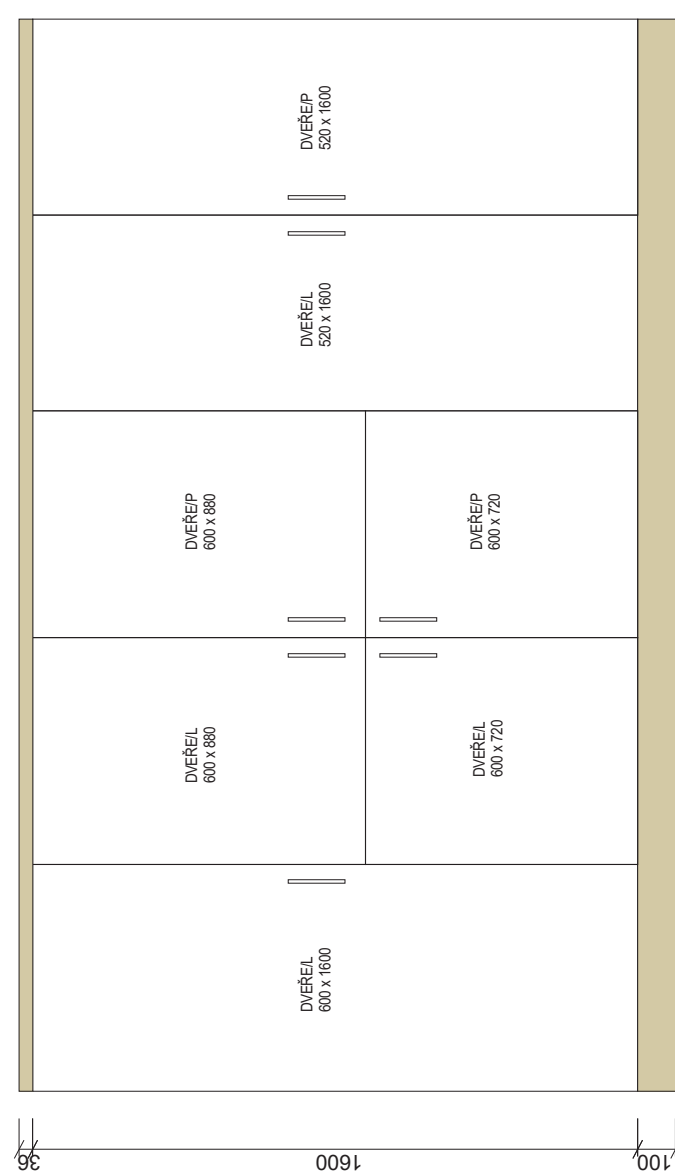 DVEŘE/P
520 x 1600
DVEŘE/L
520 x 1600
DVEŘE/P
600 x 880
DVEŘE/P
600 x 720
DVEŘE/L
600 x 880
DVEŘE/L
600 x 720
DVEŘE/L
600 x 1600
36
1600
100